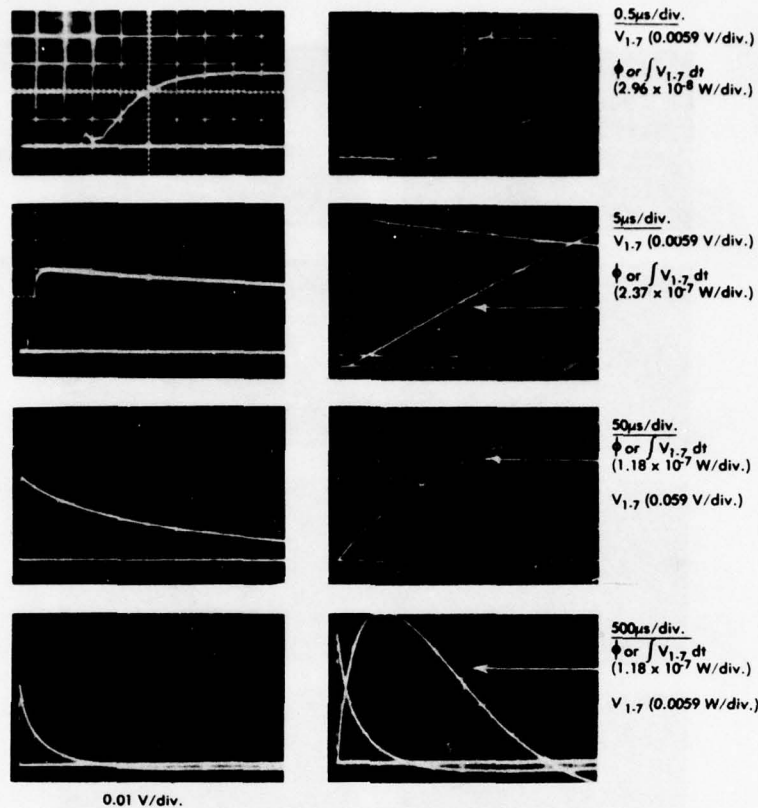 0.5μs/div.
V₁₋₇ (0.0059 V/div.)
ϕ or ∫V₁₋₇ dt
(2.96 x 10⁻⁸ W/div.)
5μs/div.
V₁₋₇ (0.0059 V/div.)
ϕ or ∫V₁₋₇ dt
(2.37 x 10⁻⁷ W/div.)
50μs/div.
ϕ or ∫V₁₋₇ dt
(1.18 x 10⁻⁷ W/div.)
V₁₋₇ (0.059 V/div.)
500μs/div.
ϕ or ∫V₁₋₇ dt
(1.18 x 10⁻⁷ W/div.)
V₁₋₇ (0.0059 W/div.)
0.01 V/div.